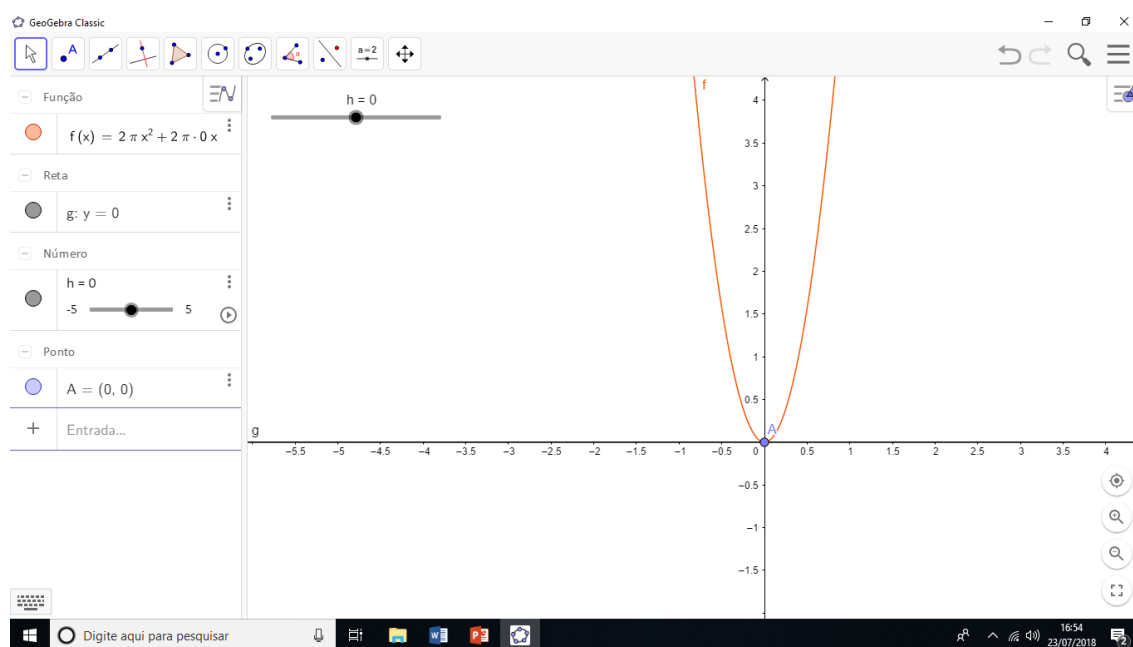 GeoGebra Classic
A
α
a=2
Função
f (x) = 2 π x² + 2 π · 0 x
Reta
g: y = 0
Número
h = 0
-5 5
Ponto
A = (0, 0)
Entrada...
h = 0
f
4
3.5
3
2.5
2
1.5
1
0.5
A
g
−5.5 −5 −4.5 −4 −3.5 −3 −2.5 −2 −1.5 −1 −0.5 0 0.5 1 1.5 2 2.5 3 3.5 4
−0.5
−1
−1.5
Digite aqui para pesquisar
16:54
23/07/2018
2